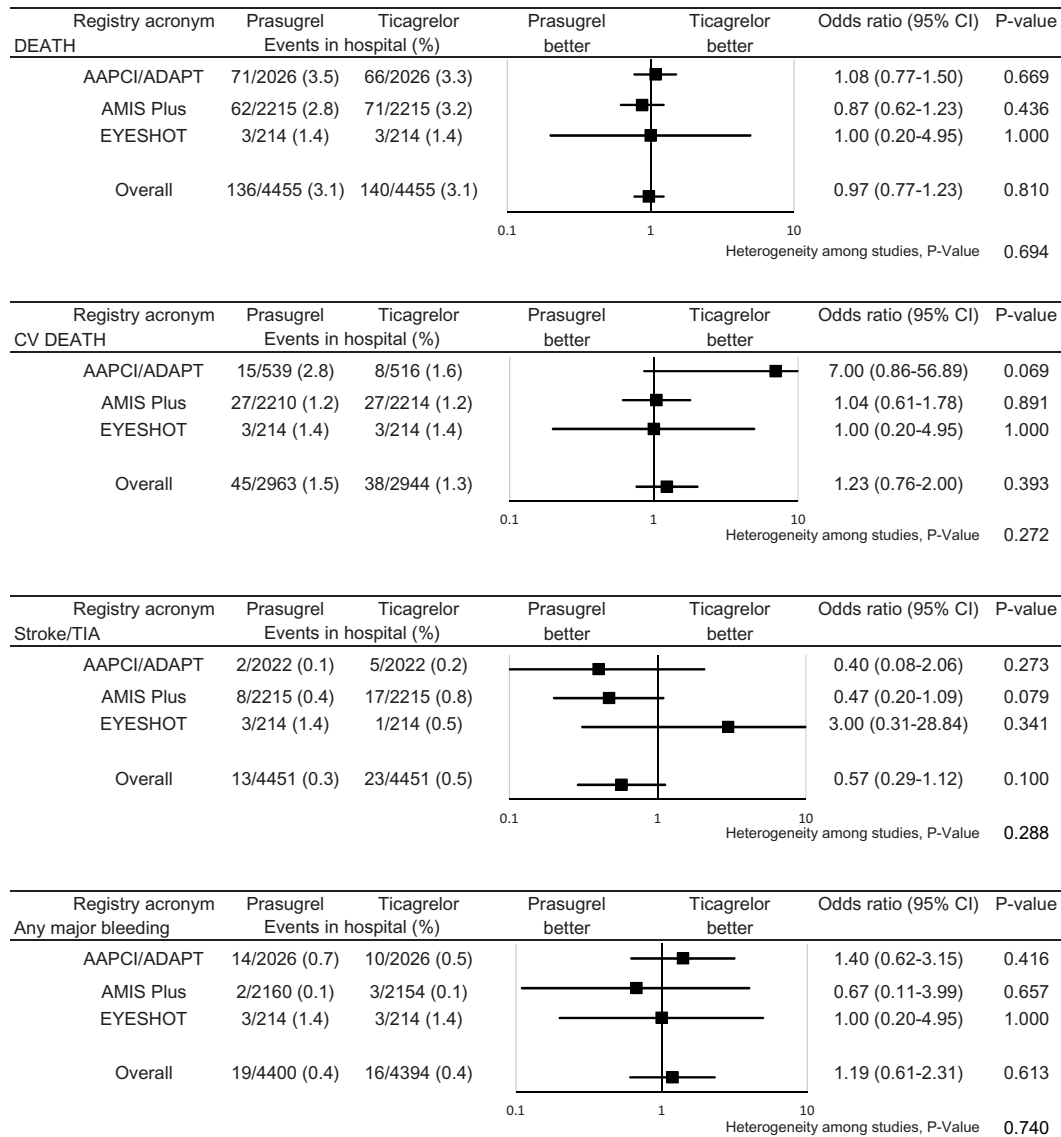 Registry acronym Prasugrel Ticagrelor Prasugrel Ticagrelor Odds ratio (95% CI) P-value
DEATH Events in hospital (%) better better
AAPCI/ADAPT 71/2026 (3.5) 66/2026 (3.3) 1.08 (0.77-1.50) 0.669
AMIS Plus 62/2215 (2.8) 71/2215 (3.2) 0.87 (0.62-1.23) 0.436
EYESHOT 3/214 (1.4) 3/214 (1.4) 1.00 (0.20-4.95) 1.000
Overall 136/4455 (3.1) 140/4455 (3.1) 0.97 (0.77-1.23) 0.810
0.1 1 10
Heterogeneity among studies, P-Value 0.694
Registry acronym Prasugrel Ticagrelor Prasugrel Ticagrelor Odds ratio (95% CI) P-value
CV DEATH Events in hospital (%) better better
AAPCI/ADAPT 15/539 (2.8) 8/516 (1.6) 7.00 (0.86-56.89) 0.069
AMIS Plus 27/2210 (1.2) 27/2214 (1.2) 1.04 (0.61-1.78) 0.891
EYESHOT 3/214 (1.4) 3/214 (1.4) 1.00 (0.20-4.95) 1.000
Overall 45/2963 (1.5) 38/2944 (1.3) 1.23 (0.76-2.00) 0.393
0.1 1 10
Heterogeneity among studies, P-Value 0.272
Registry acronym Prasugrel Ticagrelor Prasugrel Ticagrelor Odds ratio (95% CI) P-value
Stroke/TIA Events in hospital (%) better better
AAPCI/ADAPT 2/2022 (0.1) 5/2022 (0.2) 0.40 (0.08-2.06) 0.273
AMIS Plus 8/2215 (0.4) 17/2215 (0.8) 0.47 (0.20-1.09) 0.079
EYESHOT 3/214 (1.4) 1/214 (0.5) 3.00 (0.31-28.84) 0.341
Overall 13/4451 (0.3) 23/4451 (0.5) 0.57 (0.29-1.12) 0.100
0.1 1 10
Heterogeneity among studies, P-Value 0.288
Registry acronym Prasugrel Ticagrelor Prasugrel Ticagrelor Odds ratio (95% CI) P-value
Any major bleeding Events in hospital (%) better better
AAPCI/ADAPT 14/2026 (0.7) 10/2026 (0.5) 1.40 (0.62-3.15) 0.416
AMIS Plus 2/2160 (0.1) 3/2154 (0.1) 0.67 (0.11-3.99) 0.657
EYESHOT 3/214 (1.4) 3/214 (1.4) 1.00 (0.20-4.95) 1.000
Overall 19/4400 (0.4) 16/4394 (0.4) 1.19 (0.61-2.31) 0.613
0.1 1 10
Heterogeneity among studies, P-Value 0.740